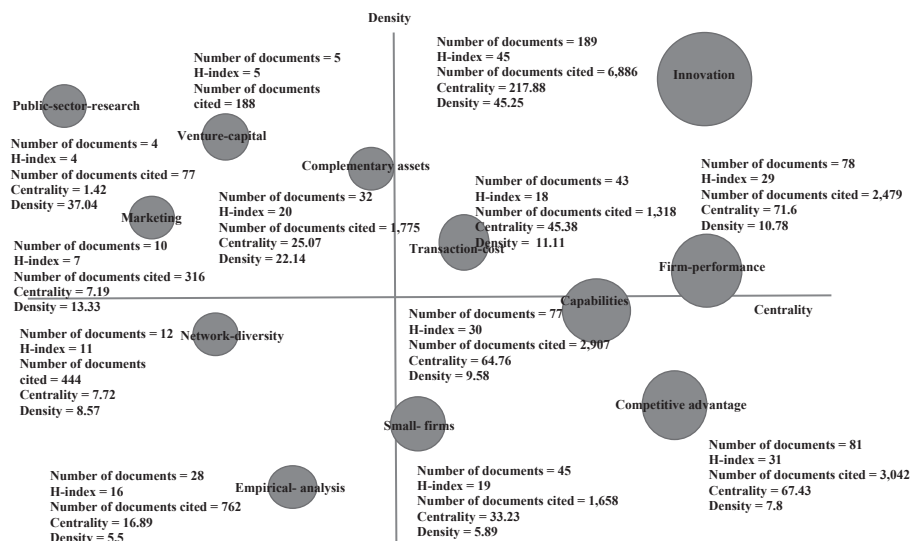 Density
Number of documents = 189
H-index = 45
Number of documents cited = 6,886
Centrality = 217.88
Density = 45.25
Innovation
Number of documents = 5
H-index = 5
Number of documents
cited = 188
Public-sector-research
Venture-capital
Number of documents = 4
H-index = 4
Number of documents cited = 77
Centrality = 1.42
Density = 37.04
Complementary assets
Number of documents = 32
H-index = 20
Number of documents cited = 1,775
Centrality = 25.07
Density = 22.14
Number of documents = 43
H-index = 18
Number of documents cited = 1,318
Centrality = 45.38
Density = 11.11
Transaction-cost
Number of documents = 78
H-index = 29
Number of documents cited = 2,479
Centrality = 71.6
Density = 10.78
Firm-performance
Marketing
Number of documents = 10
H-index = 7
Number of documents cited = 316
Centrality = 7.19
Density = 13.33
Capabilities
Centrality
Number of documents = 77
H-index = 30
Number of documents cited = 2,907
Centrality = 64.76
Density = 9.58
Network-diversity
Number of documents = 12
H-index = 11
Number of documents
cited = 444
Centrality = 7.72
Density = 8.57
Competitive advantage
Number of documents = 81
H-index = 31
Number of documents cited = 3,042
Centrality = 67.43
Density = 7.8
Small- firms
Number of documents = 45
H-index = 19
Number of documents cited = 1,658
Centrality = 33.23
Density = 5.89
Empirical- analysis
Number of documents = 28
H-index = 16
Number of documents cited = 762
Centrality = 16.89
Density = 5.5